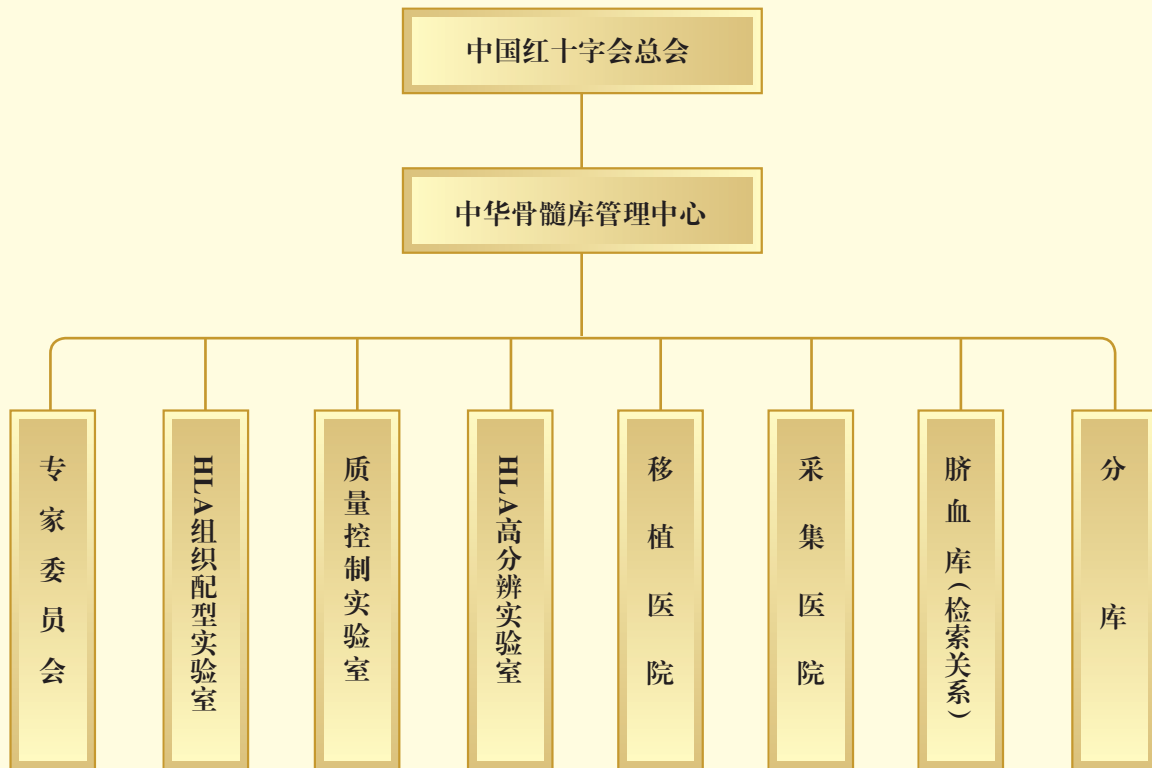 中国红十字会总会
中华骨髓库管理中心
专家委员会
HLA组织配型实验室
质量控制实验室
HLA高分辨实验室
移植医院
采集医院
脐血库(检索关系)
分库